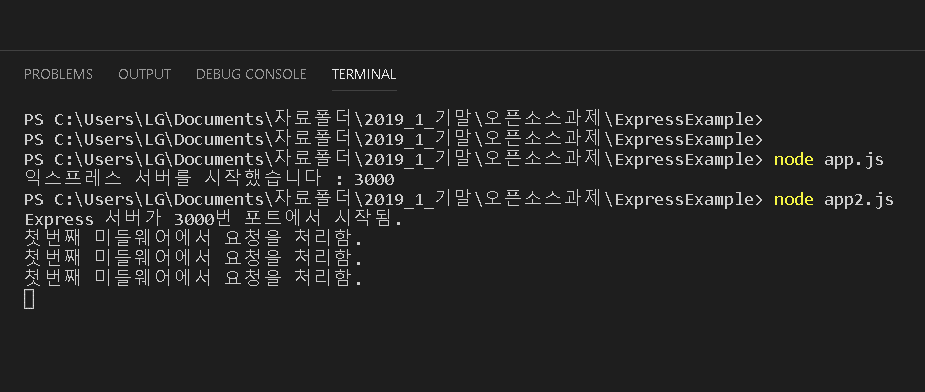 PROBLEMS OUTPUT DEBUG CONSOLE TERMINAL
PS C:\Users\LG\Documents\자료폴더\2019_1_기말\오픈소스과제\ExpressExample>
PS C:\Users\LG\Documents\자료폴더\2019_1_기말\오픈소스과제\ExpressExample>
PS C:\Users\LG\Documents\자료폴더\2019_1_기말\오픈소스과제\ExpressExample> node app.js
익스프레스 서버를 시작했습니다 : 3000
PS C:\Users\LG\Documents\자료폴더\2019_1_기말\오픈소스과제\ExpressExample> node app2.js
Express 서버가 3000번 포트에서 시작됨.
첫번째 미들웨어에서 요청을 처리함.
첫번째 미들웨어에서 요청을 처리함.
첫번째 미들웨어에서 요청을 처리함.